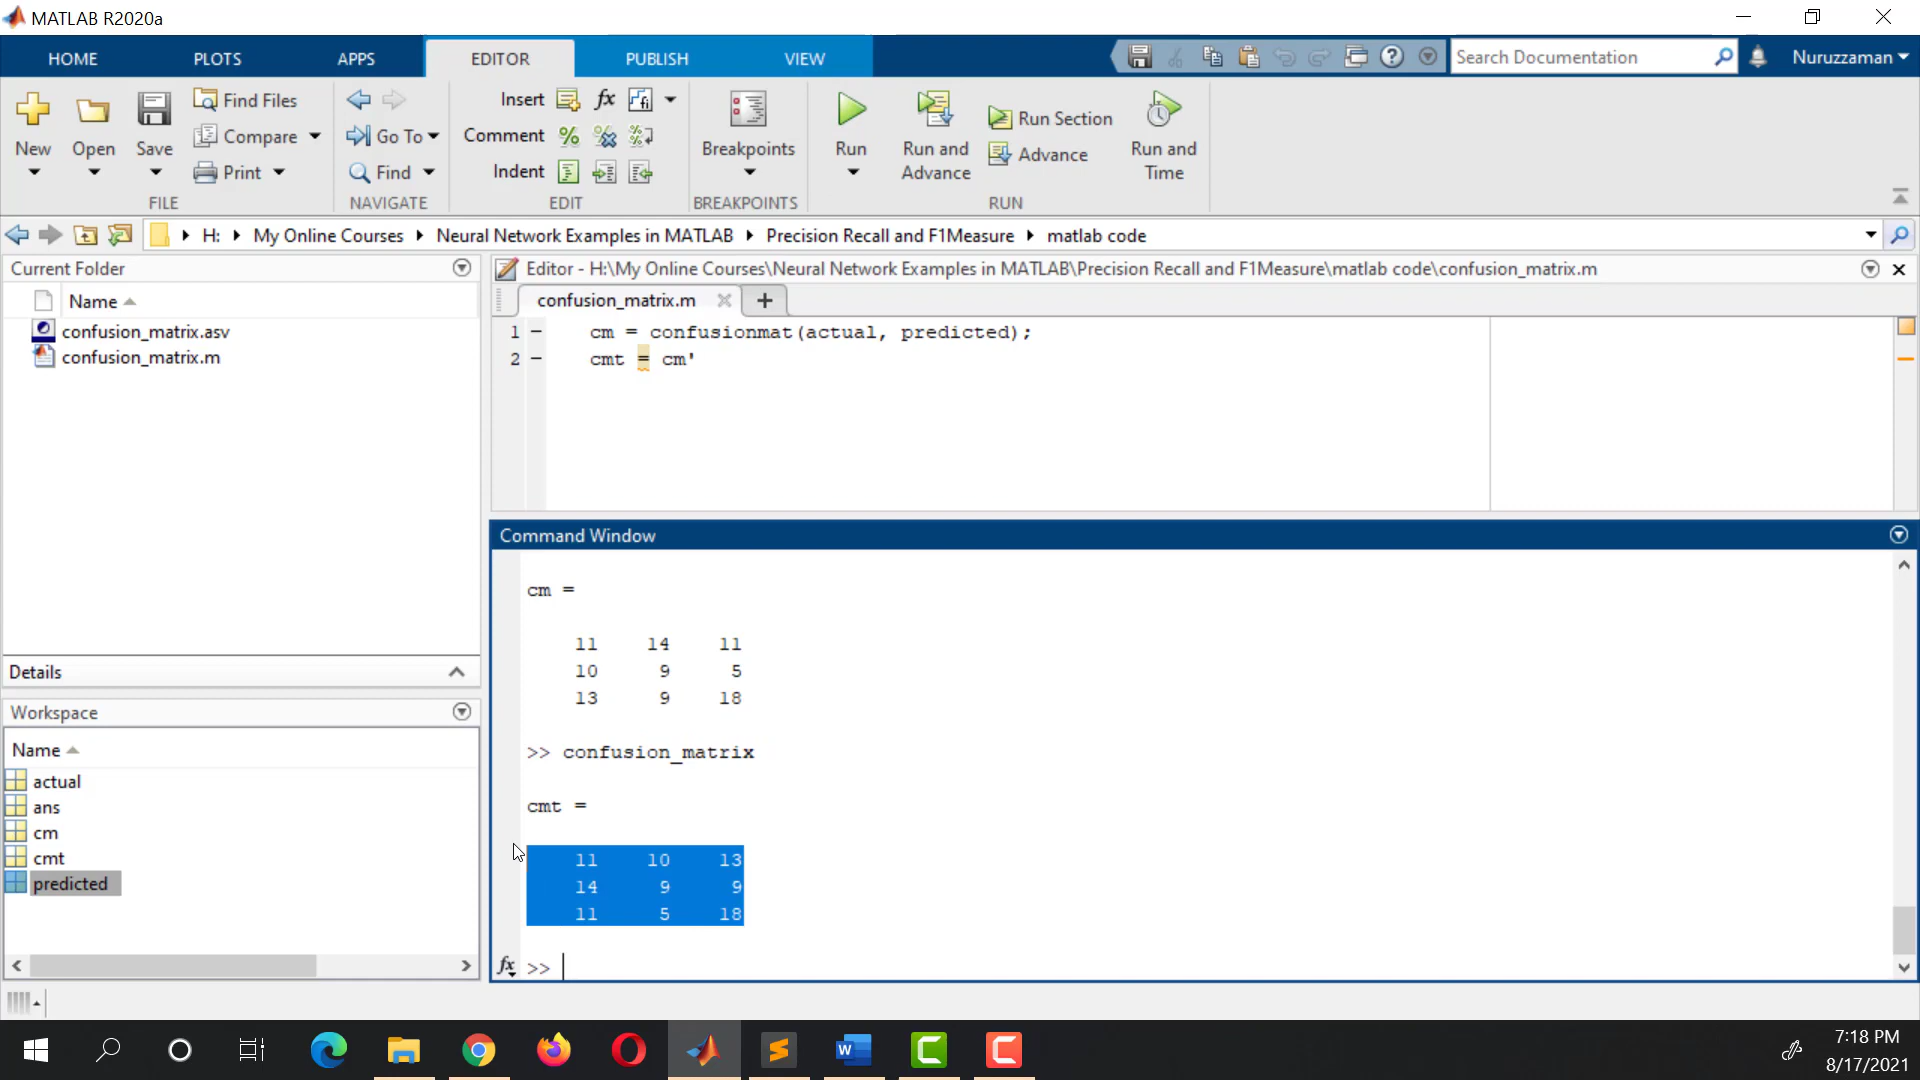 MATLAB R2020a
HOME PLOTS APPS EDITOR PUBLISH VIEW Search Documentation Nuruzzaman
New Open Save Find Files Compare Print
FILE
Go To Find
NAVIGATE
Insert fx
Comment
Indent
EDIT
Breakpoints
BREAKPOINTS
Run Run and Advance Run Section Advance Run and Time
RUN
H: My Online Courses Neural Network Examples in MATLAB Precision Recall and F1Measure matlab code
Current Folder
Name
confusion_matrix.asv
confusion_matrix.m
Details
Workspace
Name
actual
ans
cm
cmt
predicted
Editor - H:\My Online Courses\Neural Network Examples in MATLAB\Precision Recall and F1Measure\matlab code\confusion_matrix.m
confusion_matrix.m
1 cm = confusionmat(actual, predicted);
2 cmt = cm'
Command Window
cm =
11 14 11
10 9 5
13 9 18
>> confusion_matrix
cmt =
11 10 13
14 9 9
11 5 18
fx >>
7:18 PM
8/17/2021